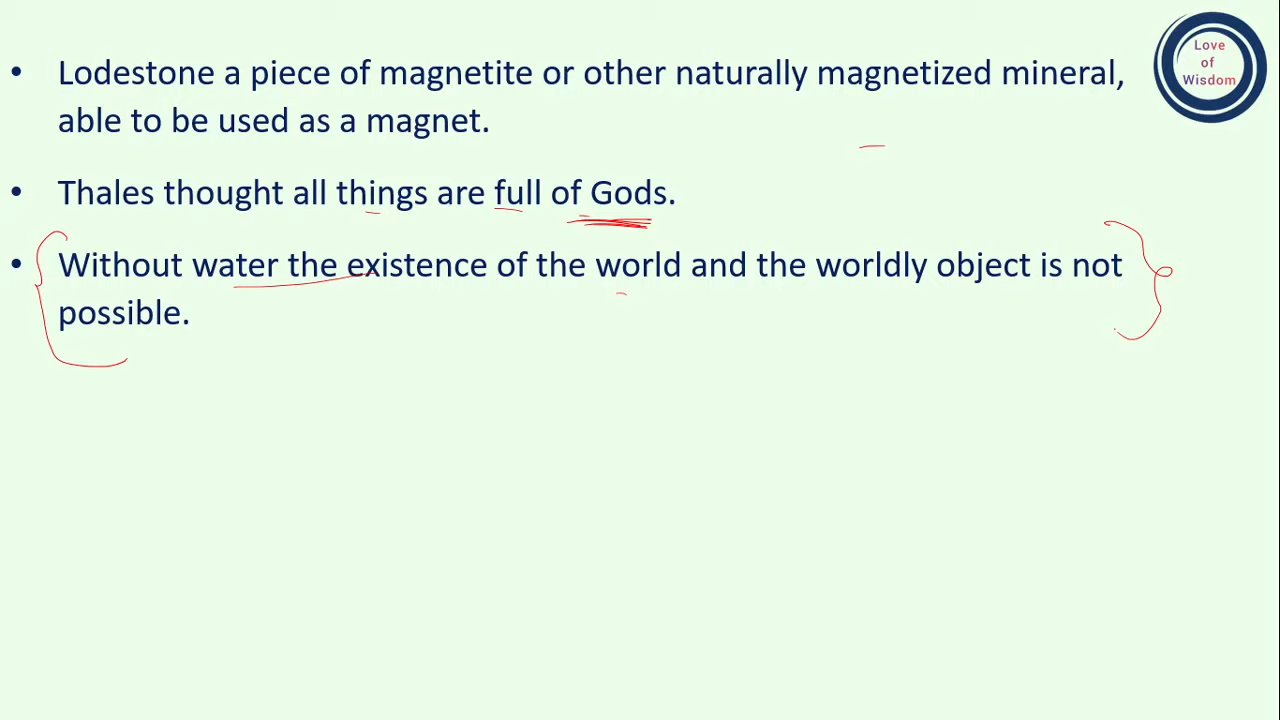 • Lodestone a piece of magnetite or other naturally magnetized mineral,
able to be used as a magnet.
• Thales thought all things are full of Gods.
• Without water the existence of the world and the worldly object is not
possible.
Love
of
Wisdom